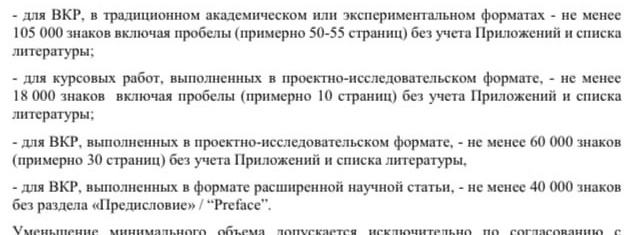 - для ВКР, в традиционном академическом или экспериментальном форматах - не менее
105 000 знаков включая пробелы (примерно 50-55 страниц) без учета Приложений и списка
литературы;
- для курсовых работ, выполненных в проектно-исследовательском формате, - не менее
18 000 знаков включая пробелы (примерно 10 страниц) без учета Приложений и списка
литературы;
- для ВКР, выполненных в проектно-исследовательском формате, - не менее 60 000 знаков
(примерно 30 страниц) без учета Приложений и списка литературы,
- для ВКР, выполненных в формате расширенной научной статьи, - не менее 40 000 знаков
без раздела «Предисловие» / “Preface”.
Уменьшение минимального объема допускается исключительно по согласованию с